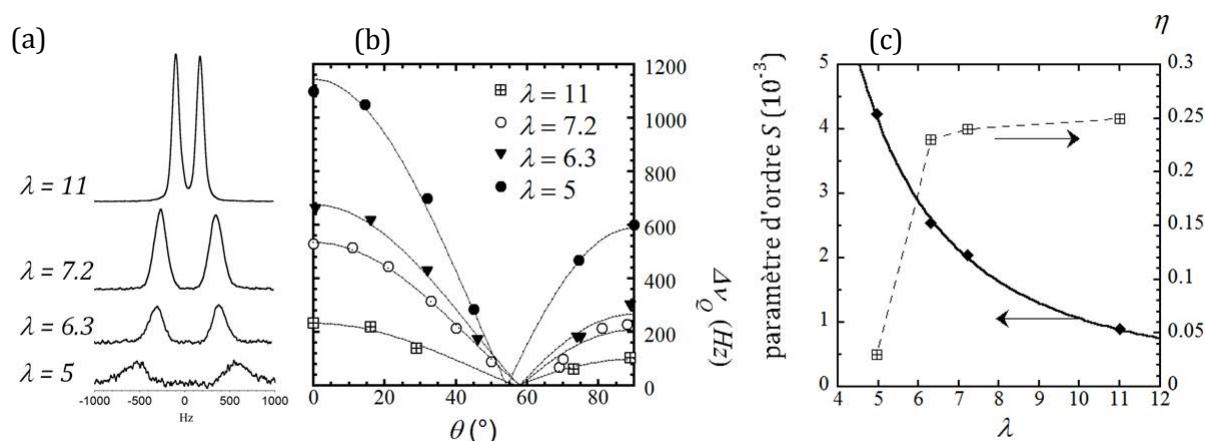 (a)
λ = 11
λ = 7.2
λ = 6.3
λ = 5
-1000 -500 0 500 1000
Hz
(b)
λ = 11
λ = 7.2
λ = 6.3
λ = 5
1200
1000
800
600
400
200
0
Δν_Q̃ (Hz)
0 20 40 60 80
θ (°)
(c)
η
paramètre d'ordre S (10⁻³)
5
4
3
2
1
0
0.3
0.25
0.2
0.15
0.1
0.05
0
4 5 6 7 8 9 10 11 12
λ